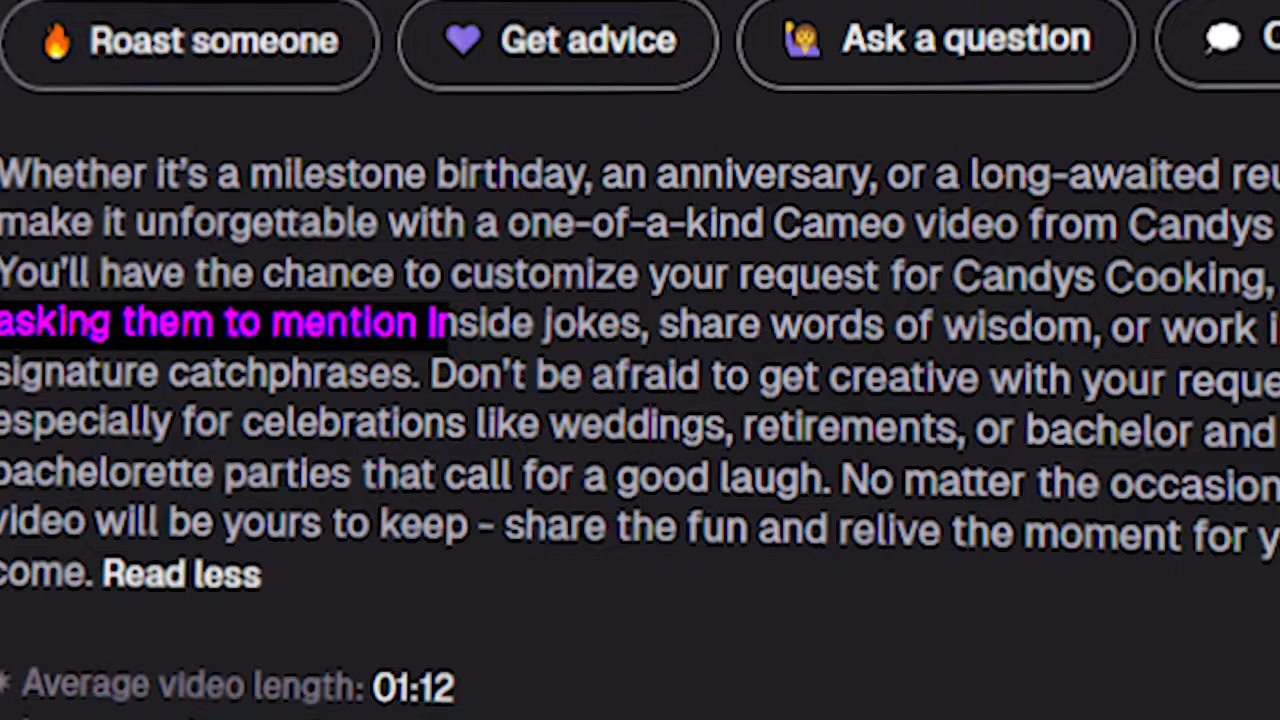 Roast someone
Get advice
Ask a question
Whether it's a milestone birthday, an anniversary, or a long-awaited
make it unforgettable with a one-of-a-kind Cameo video from Candys
You'll have the chance to customize your request for Candys Cooking,
asking them to mention inside jokes, share words of wisdom, or work
signature catchphrases. Don't be afraid to get creative with your
especially for celebrations like weddings, retirements, or bachelor and
bachelorette parties that call for a good laugh. No matter the occasion
video will be yours to keep - share the fun and relive the moment for
come. Read less
* Average video length: 01:12